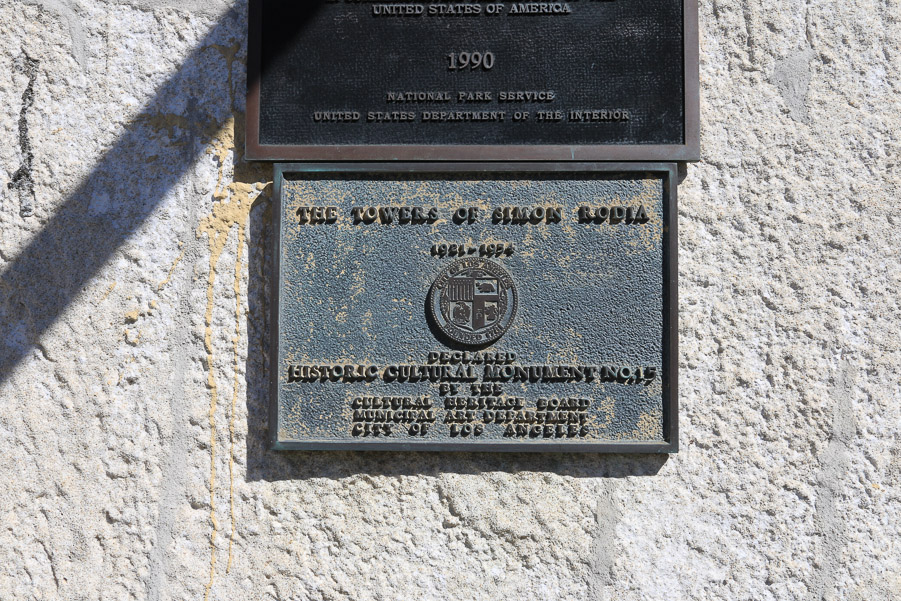 UNITED STATES OF AMERICA
1990
NATIONAL PARK SERVICE
UNITED STATES DEPARTMENT OF THE INTERIOR
THE TOWERS OF SIMON RODIA
1921-1954
DECLARED
HISTORIC CULTURAL MONUMENT NO. 15
BY THE
CULTURAL HERITAGE BOARD
MUNICIPAL ART DEPARTMENT
CITY OF LOS ANGELES